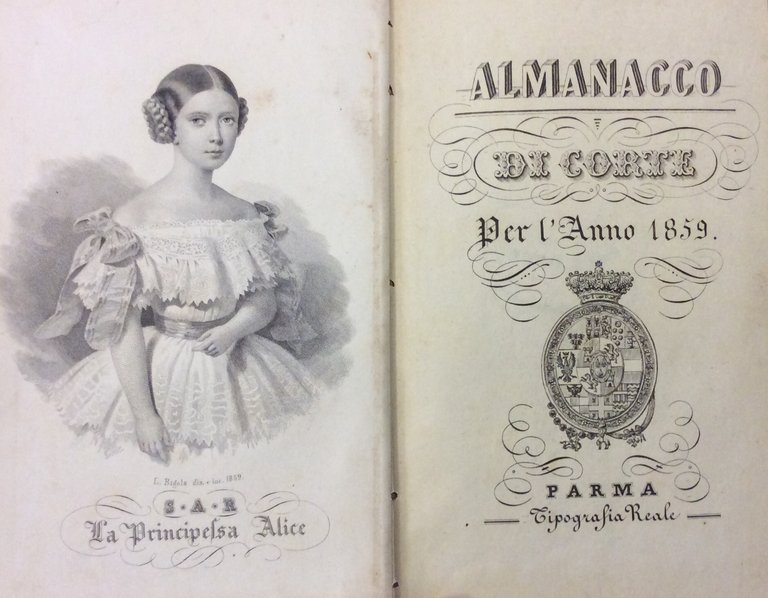 L. Bigola dis. e inc. 1859
S·A·R
La Principeſsa Alice
ALMANACCO
DI CORTE
Per l'Anno 1859.
PARMA
Tipografia Reale